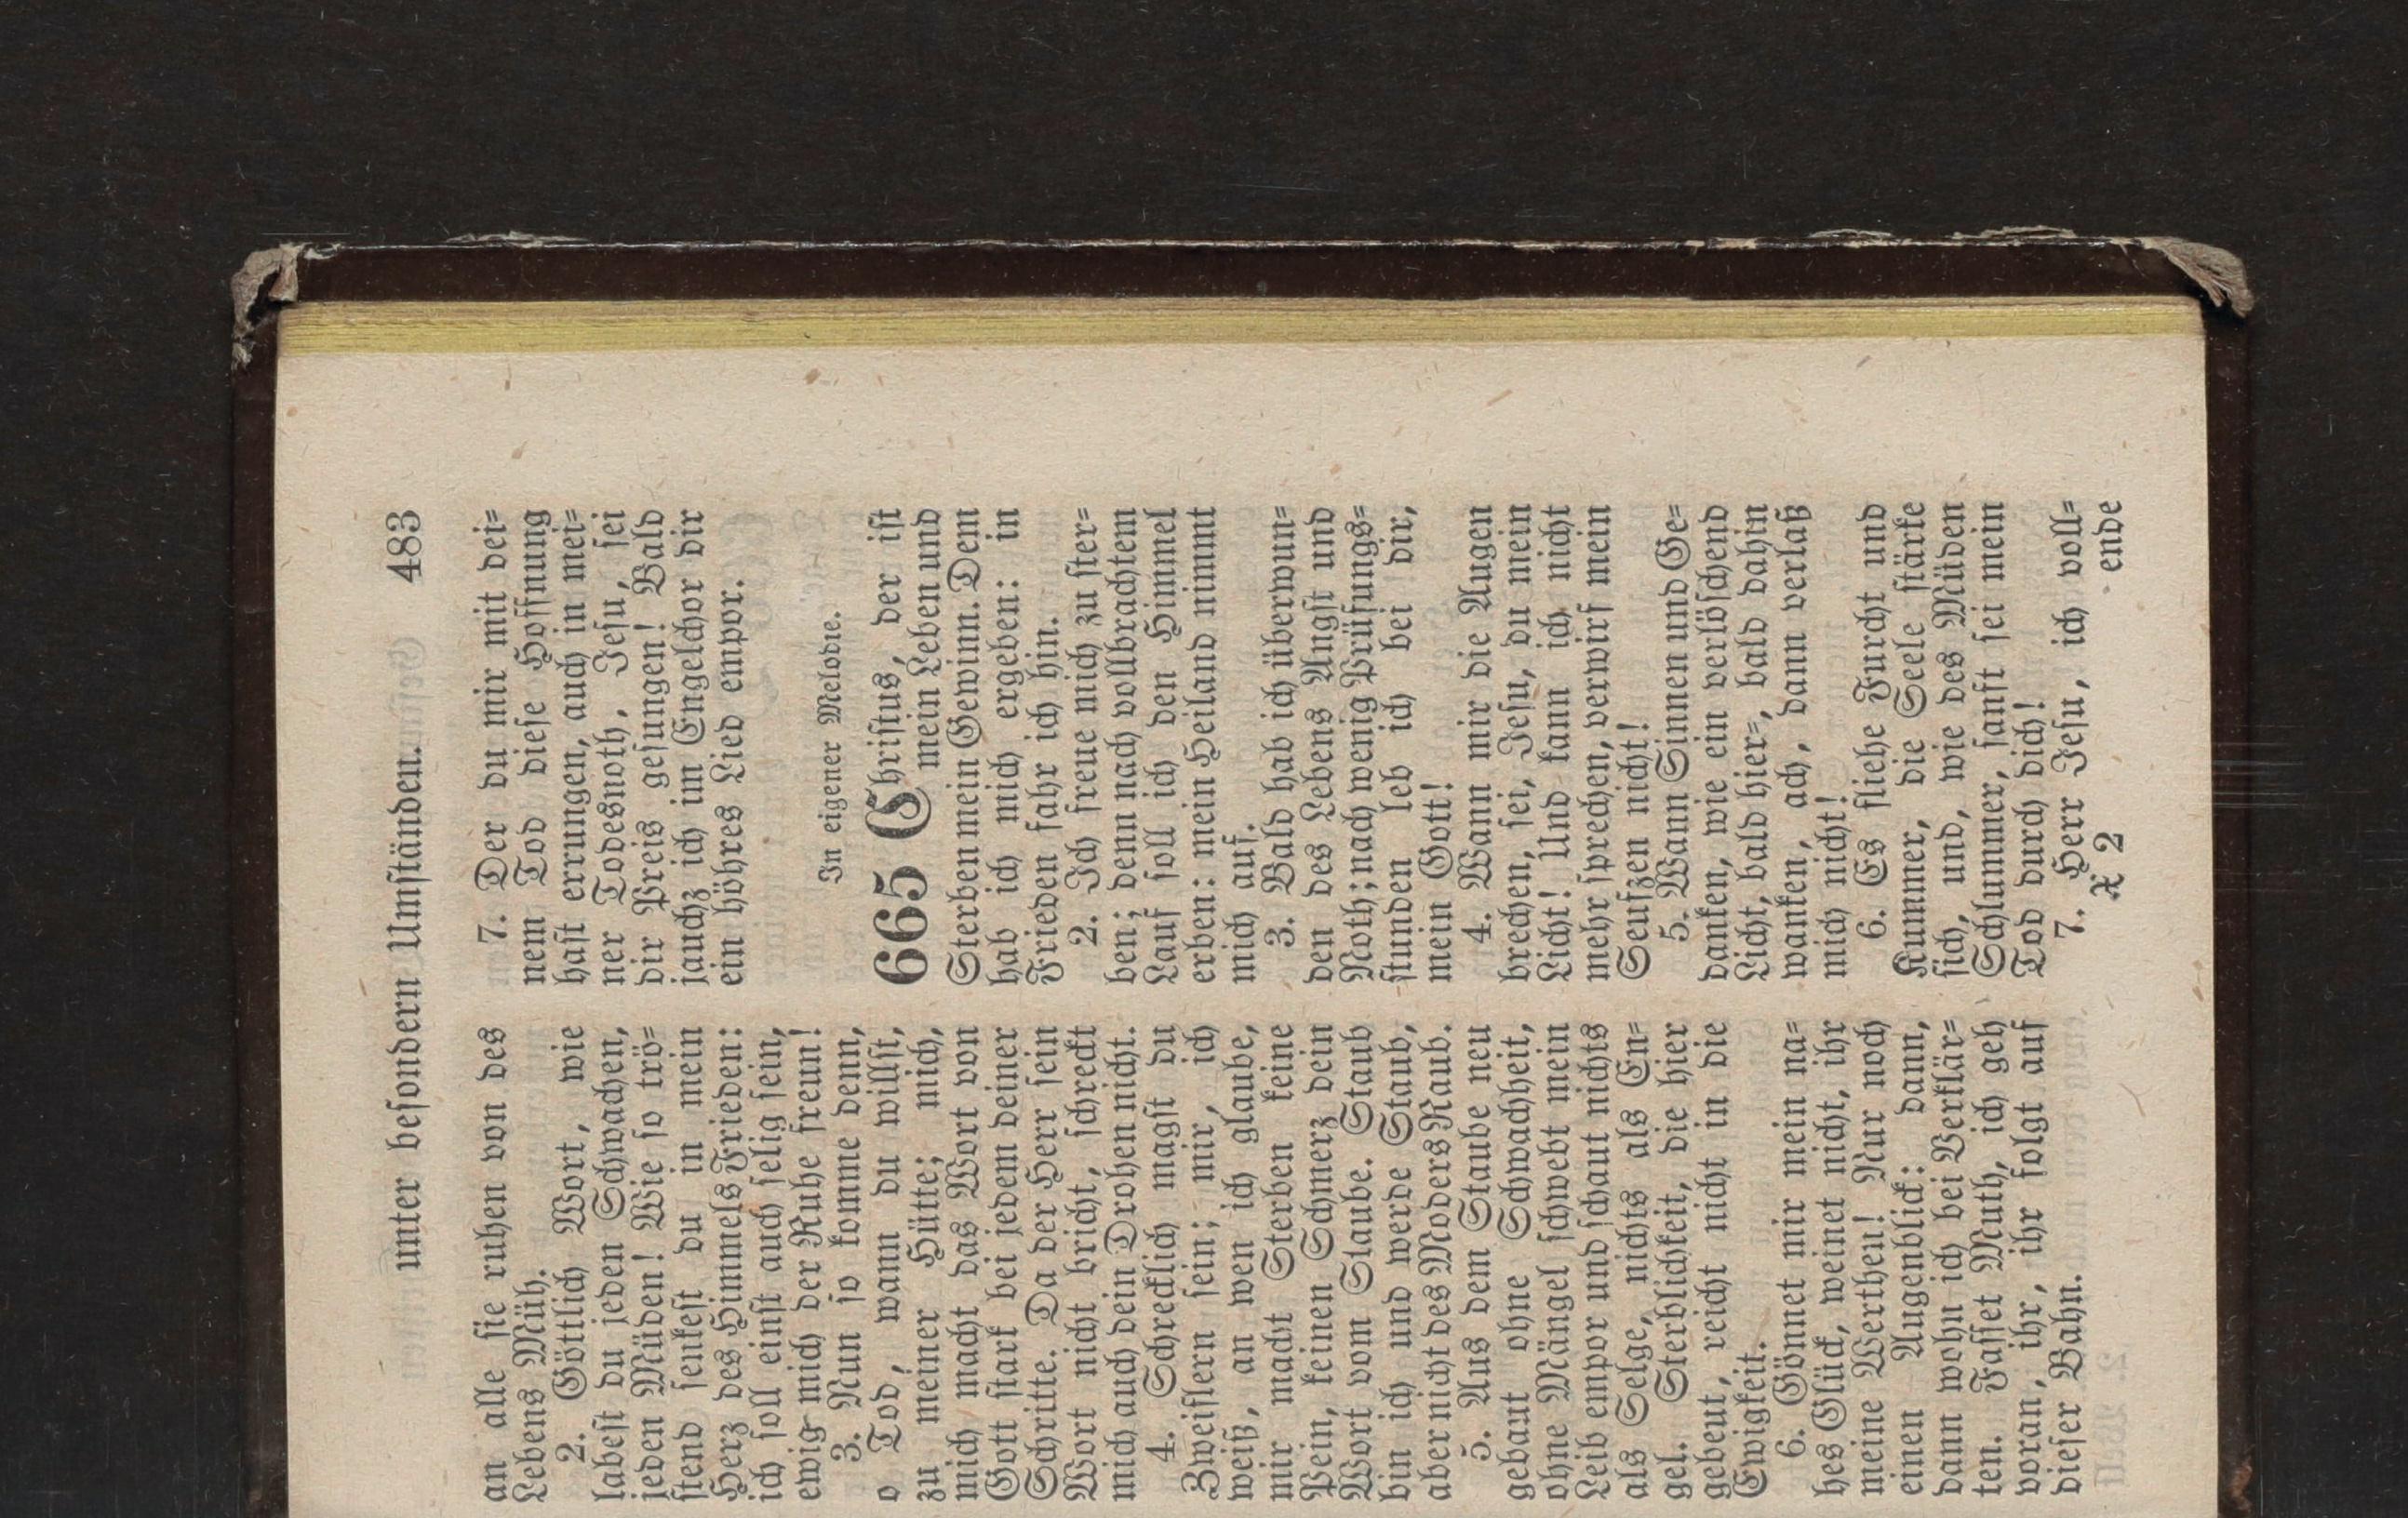 unter besondern Umständen. 483
an alle sie ruhen von des
Lebens Müh.
2. Göttlich Wort, wie
labest du jeden Schwachen,
jeden Müden! Wie so trö=
stend senkest du in mein
Herz des Himmels Frieden:
ich soll einst auch selig sein,
ewig mich der Ruhe freun!
3. Nun so komme denn,
o Tod, wann du willst,
zu meiner Hütte; mich,
mich macht das Wort von
Gott stark bei jedem deiner
Schritte. Da der Herr sein
Wort nicht bricht, schreckt
mich auch dein Drohen nicht.
4. Schrecklich magst du
Zweiflern sein; mir, ich
weiß, an wen ich glaube,
mir macht Sterben keine
Pein, keinen Schmerz dein
Wort vom Staube. Staub
bin ich und werde Staub,
aber nicht des Moders Raub.
5. Aus dem Staube neu
gebaut ohne Schwachheit,
ohne Mängel schwebt mein
Leib empor und schaut nichts
als Selge, nichts als En=
gel. Sterblichkeit, die hier
gebeut, reicht nicht in die
Ewigkeit.
6. Gönnet mir mein na=
hes Glück, weinet nicht, ihr
meine Werthen! Nur noch
einen Augenblick: dann,
dann wohn ich bei Verklär=
ten. Fasset Muth, ich geh
voran, ihr, ihr folgt auf
dieser Bahn.
7. Der du mir mit dei=
nem Tod diese Hoffnung
hast errungen, auch in mei=
ner Todesnoth, Jesu, sei
dir Preis gesungen! Bald
jauchz ich im Engelchor dir
ein höhres Lied empor.
In eigener Melodie.
665 Christus, der ist
mein Leben und
Sterben mein Gewinn. Dem
hab ich mich ergeben: in
Frieden fahr ich hin.
2. Ich freue mich zu ster=
ben; denn nach vollbrachtem
Lauf soll ich den Himmel
erben: mein Heiland nimmt
mich auf.
3. Bald hab ich überwun=
den des Lebens Angst und
Noth; nach wenig Prüfungs=
stunden leb ich bei dir,
mein Gott!
4. Wann mir die Augen
brechen, sei, Jesu, du mein
Licht! Und kann ich nicht
mehr sprechen, verwirf mein
Seufzen nicht!
5. Wann Sinnen und Ge=
danken, wie ein verlöschend
Licht, bald hier=, bald dahin
wanken, ach, dann verlaß
mich nicht!
6. Es fliehe Furcht und
Kummer, die Seele stärke
sich, und, wie des Müden
Schlummer, sanft sei mein
Tod durch dich!
7. Herr Jesu, ich voll=
X 2 ende